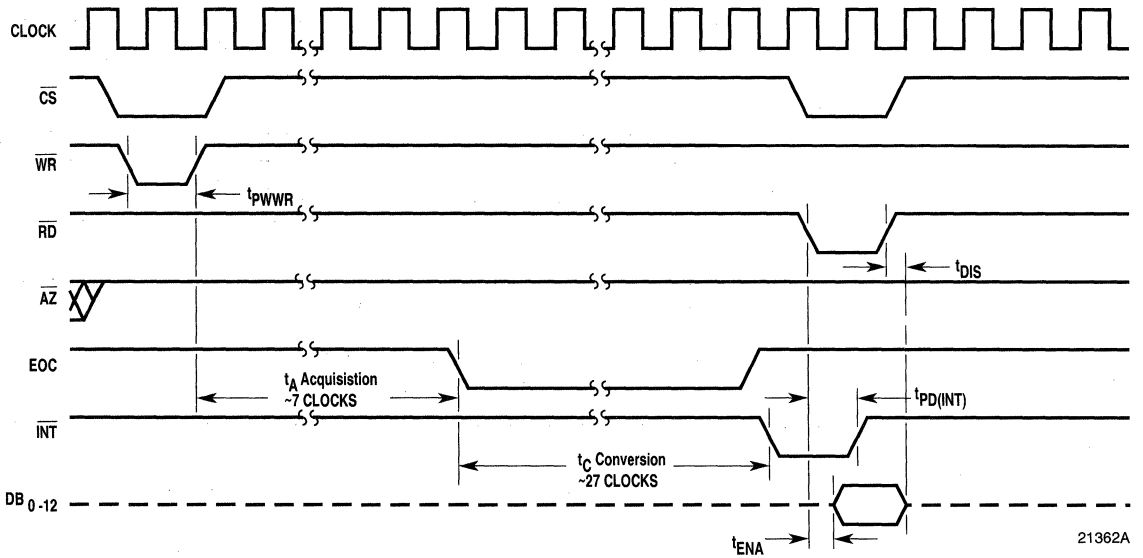 CLOCK
CS
WR
tPWWR
RD
tDIS
AZ
EOC
tA Acquisistion
~7 CLOCKS
tPD(INT)
INT
tC Conversion
~27 CLOCKS
DB 0 -12
tENA
21362A